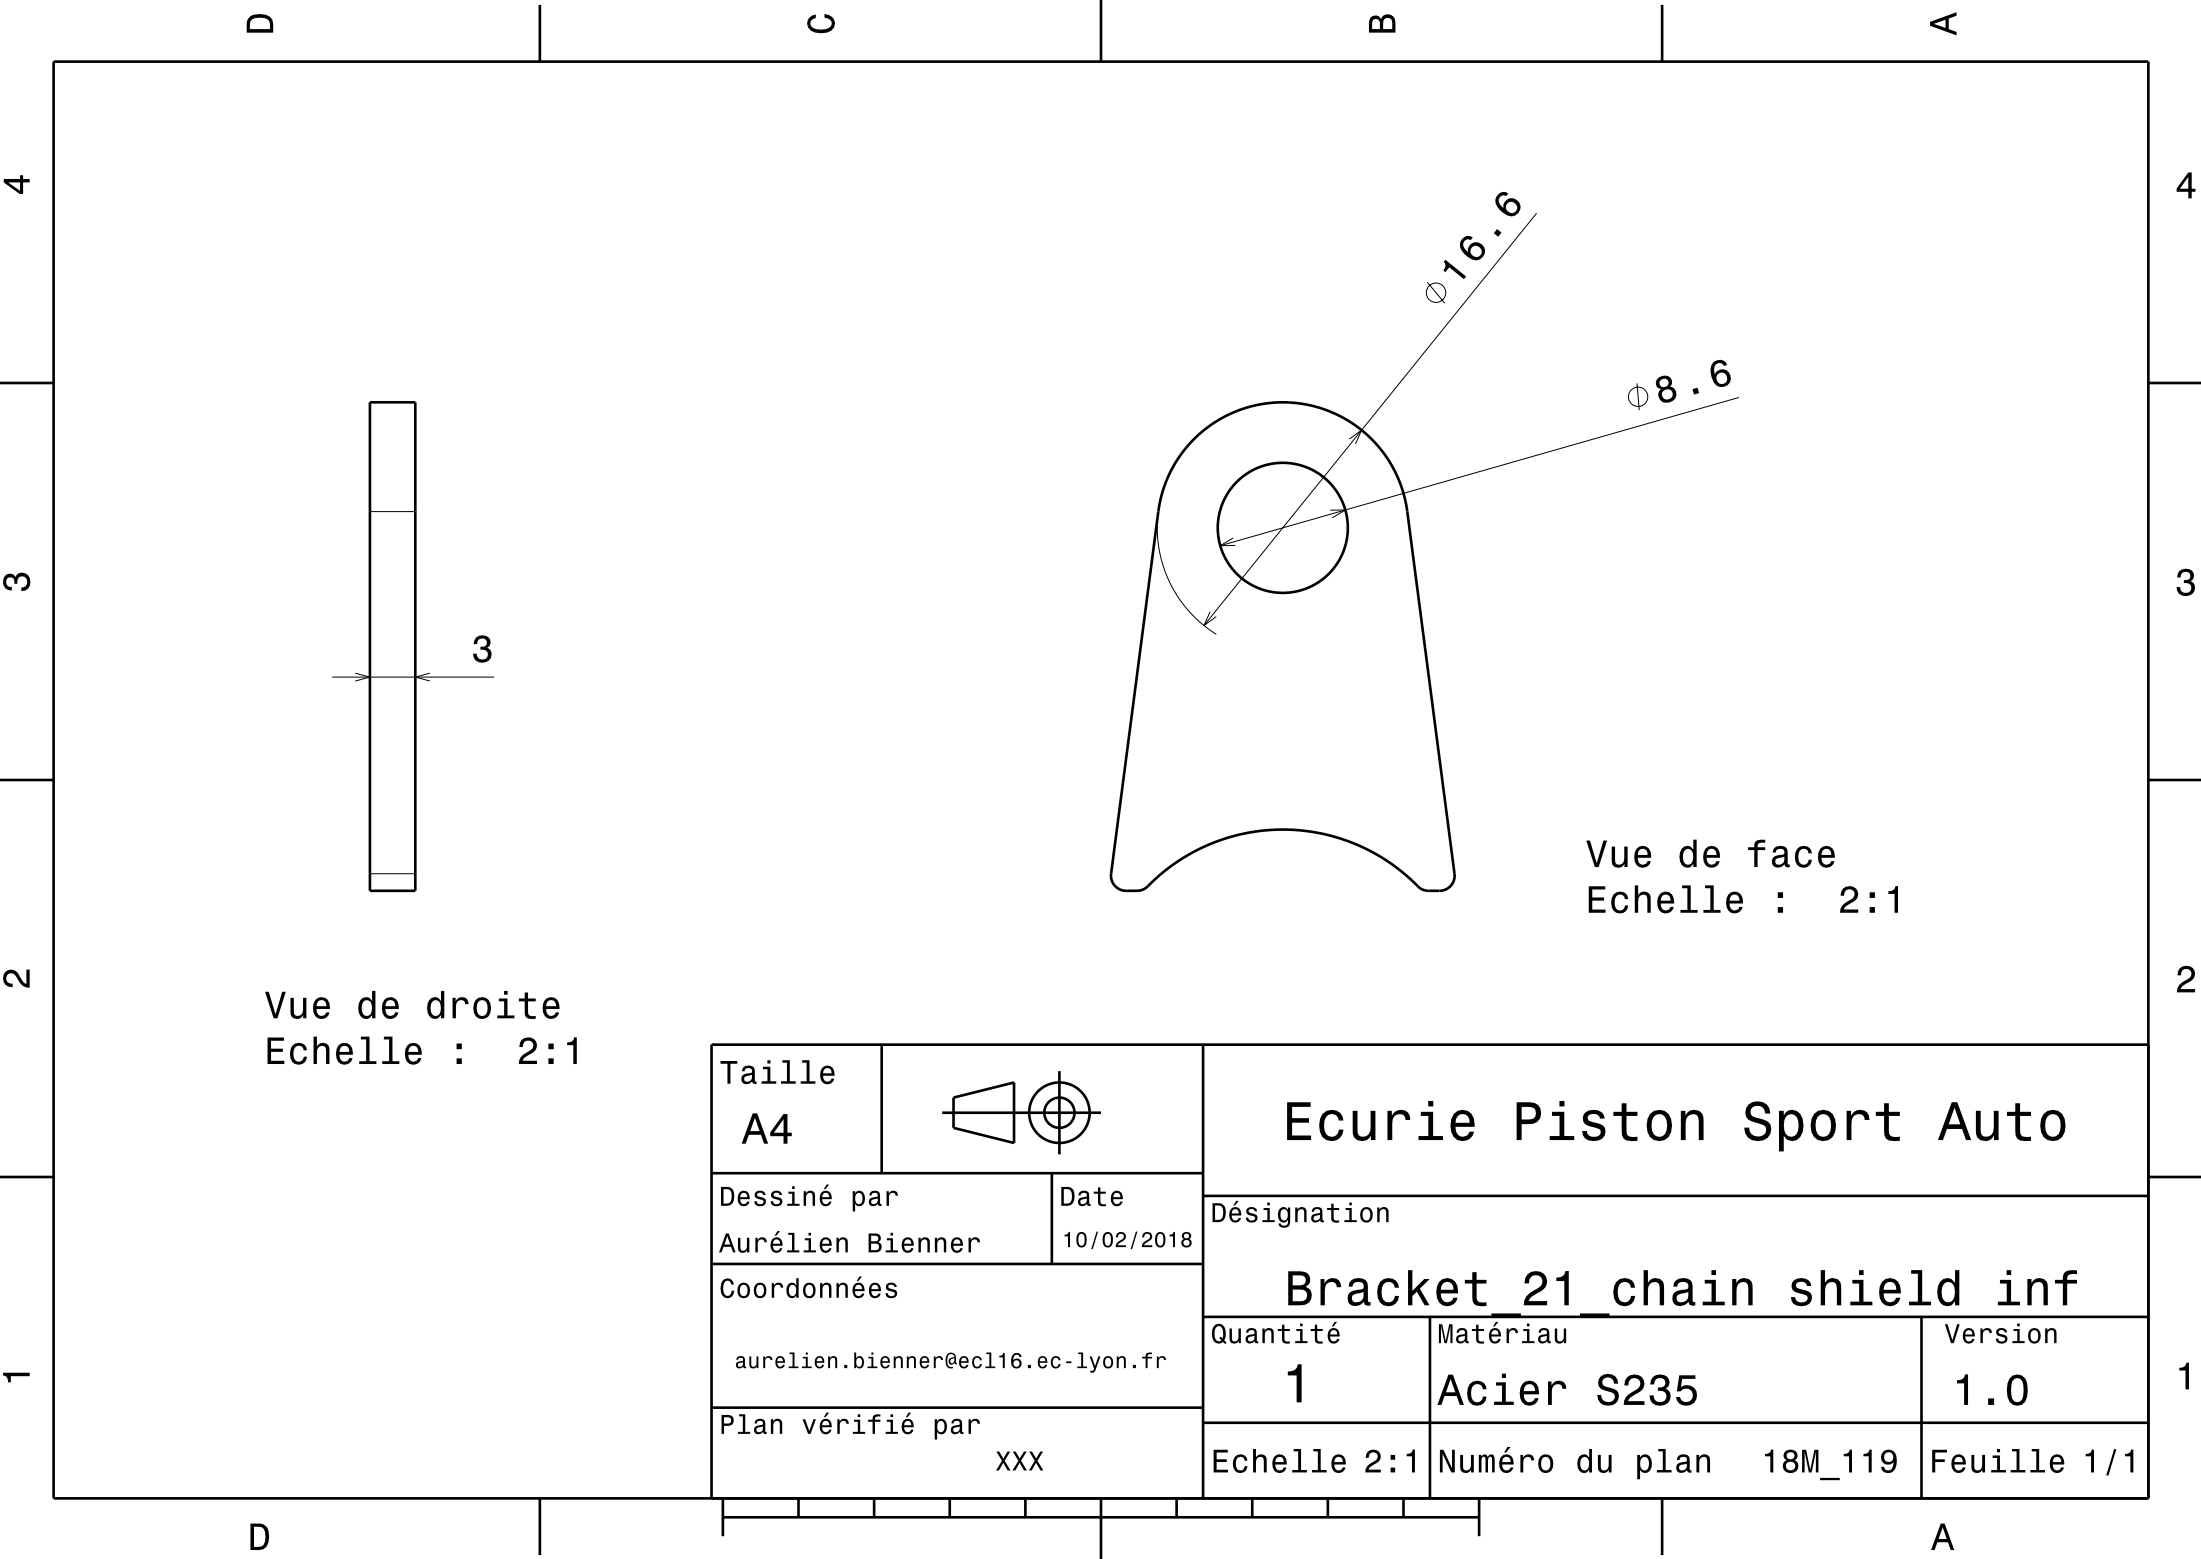 D C B A
4 4
⌀16.6
⌀8.6
3 3
3
Vue de face
Echelle : 2:1
2 2
Vue de droite
Echelle : 2:1
Taille
A4
Ecurie Piston Sport Auto
Dessiné par
Aurélien Bienner
Date
10/02/2018
Désignation
Bracket_21_chain shield inf
Coordonnées
aurelien.bienner@ecl16.ec-lyon.fr
Quantité
1
Matériau
Acier S235
Version
1.0
1 1
Plan vérifié par
XXX
Echelle 2:1
Numéro du plan 18M_119
Feuille 1/1
D A